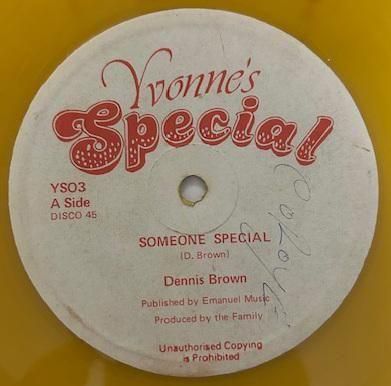 Yvonne's
Special
YS03
A Side
DISCO 45
SOMEONE SPECIAL
(D. Brown)
Dennis Brown
Published by Emanuel Music
Produced by the Family
Unauthorised Copying
is Prohibited